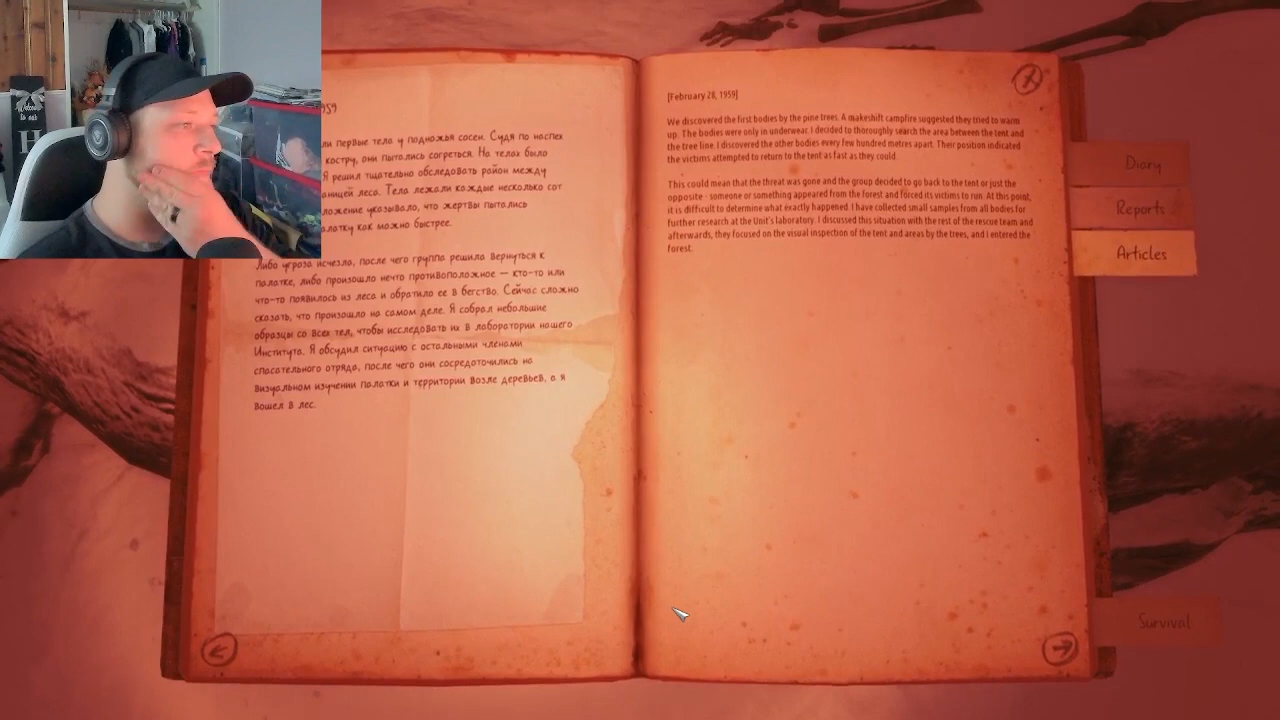 959
ли первые тела у подножья сосен. Судя по наспех
костру, они пытались согреться. На телах было
Я решил тщательно обследовать район между
аницей леса. Тела лежали каждые несколько сот
ложение указывало, что жертвы пытались
алатку как можно быстрее.
Либо угроза исчезла, после чего группа решила вернуться к
палатке, либо произошло нечто противоположное — кто-то или
что-то появилось из леса и обратило ее в бегство. Сейчас сложно
сказать, что произошло на самом деле. Я собрал небольшие
образцы со всех тел, чтобы исследовать их в лаборатории нашего
Института. Я обсудил ситуацию с остальными членами
спасательного отряда, после чего они сосредоточились на
визуальном изучении палатки и территории возле деревьев, а я
вошел в лес.
[February 28, 1959]
We discovered the first bodies by the pine trees. A makeshift campfire suggested they tried to warm
up. The bodies were only in underwear. I decided to thoroughly search the area between the tent and
the tree line. I discovered the other bodies every few hundred metres apart. Their position indicated
the victims attempted to return to the tent as fast as they could.
This could mean that the threat was gone and the group decided to go back to the tent or just the
opposite - someone or something appeared from the forest and forced its victims to run. At this point,
it is difficult to determine what exactly happened. I have collected small samples from all bodies for
further research at the Unit's laboratory. I discussed this situation with the rest of the rescue team and
afterwards, they focused on the visual inspection of the tent and areas by the trees, and I entered the
forest.
Diary
Reports
Articles
Survival
Welcome
to our
H